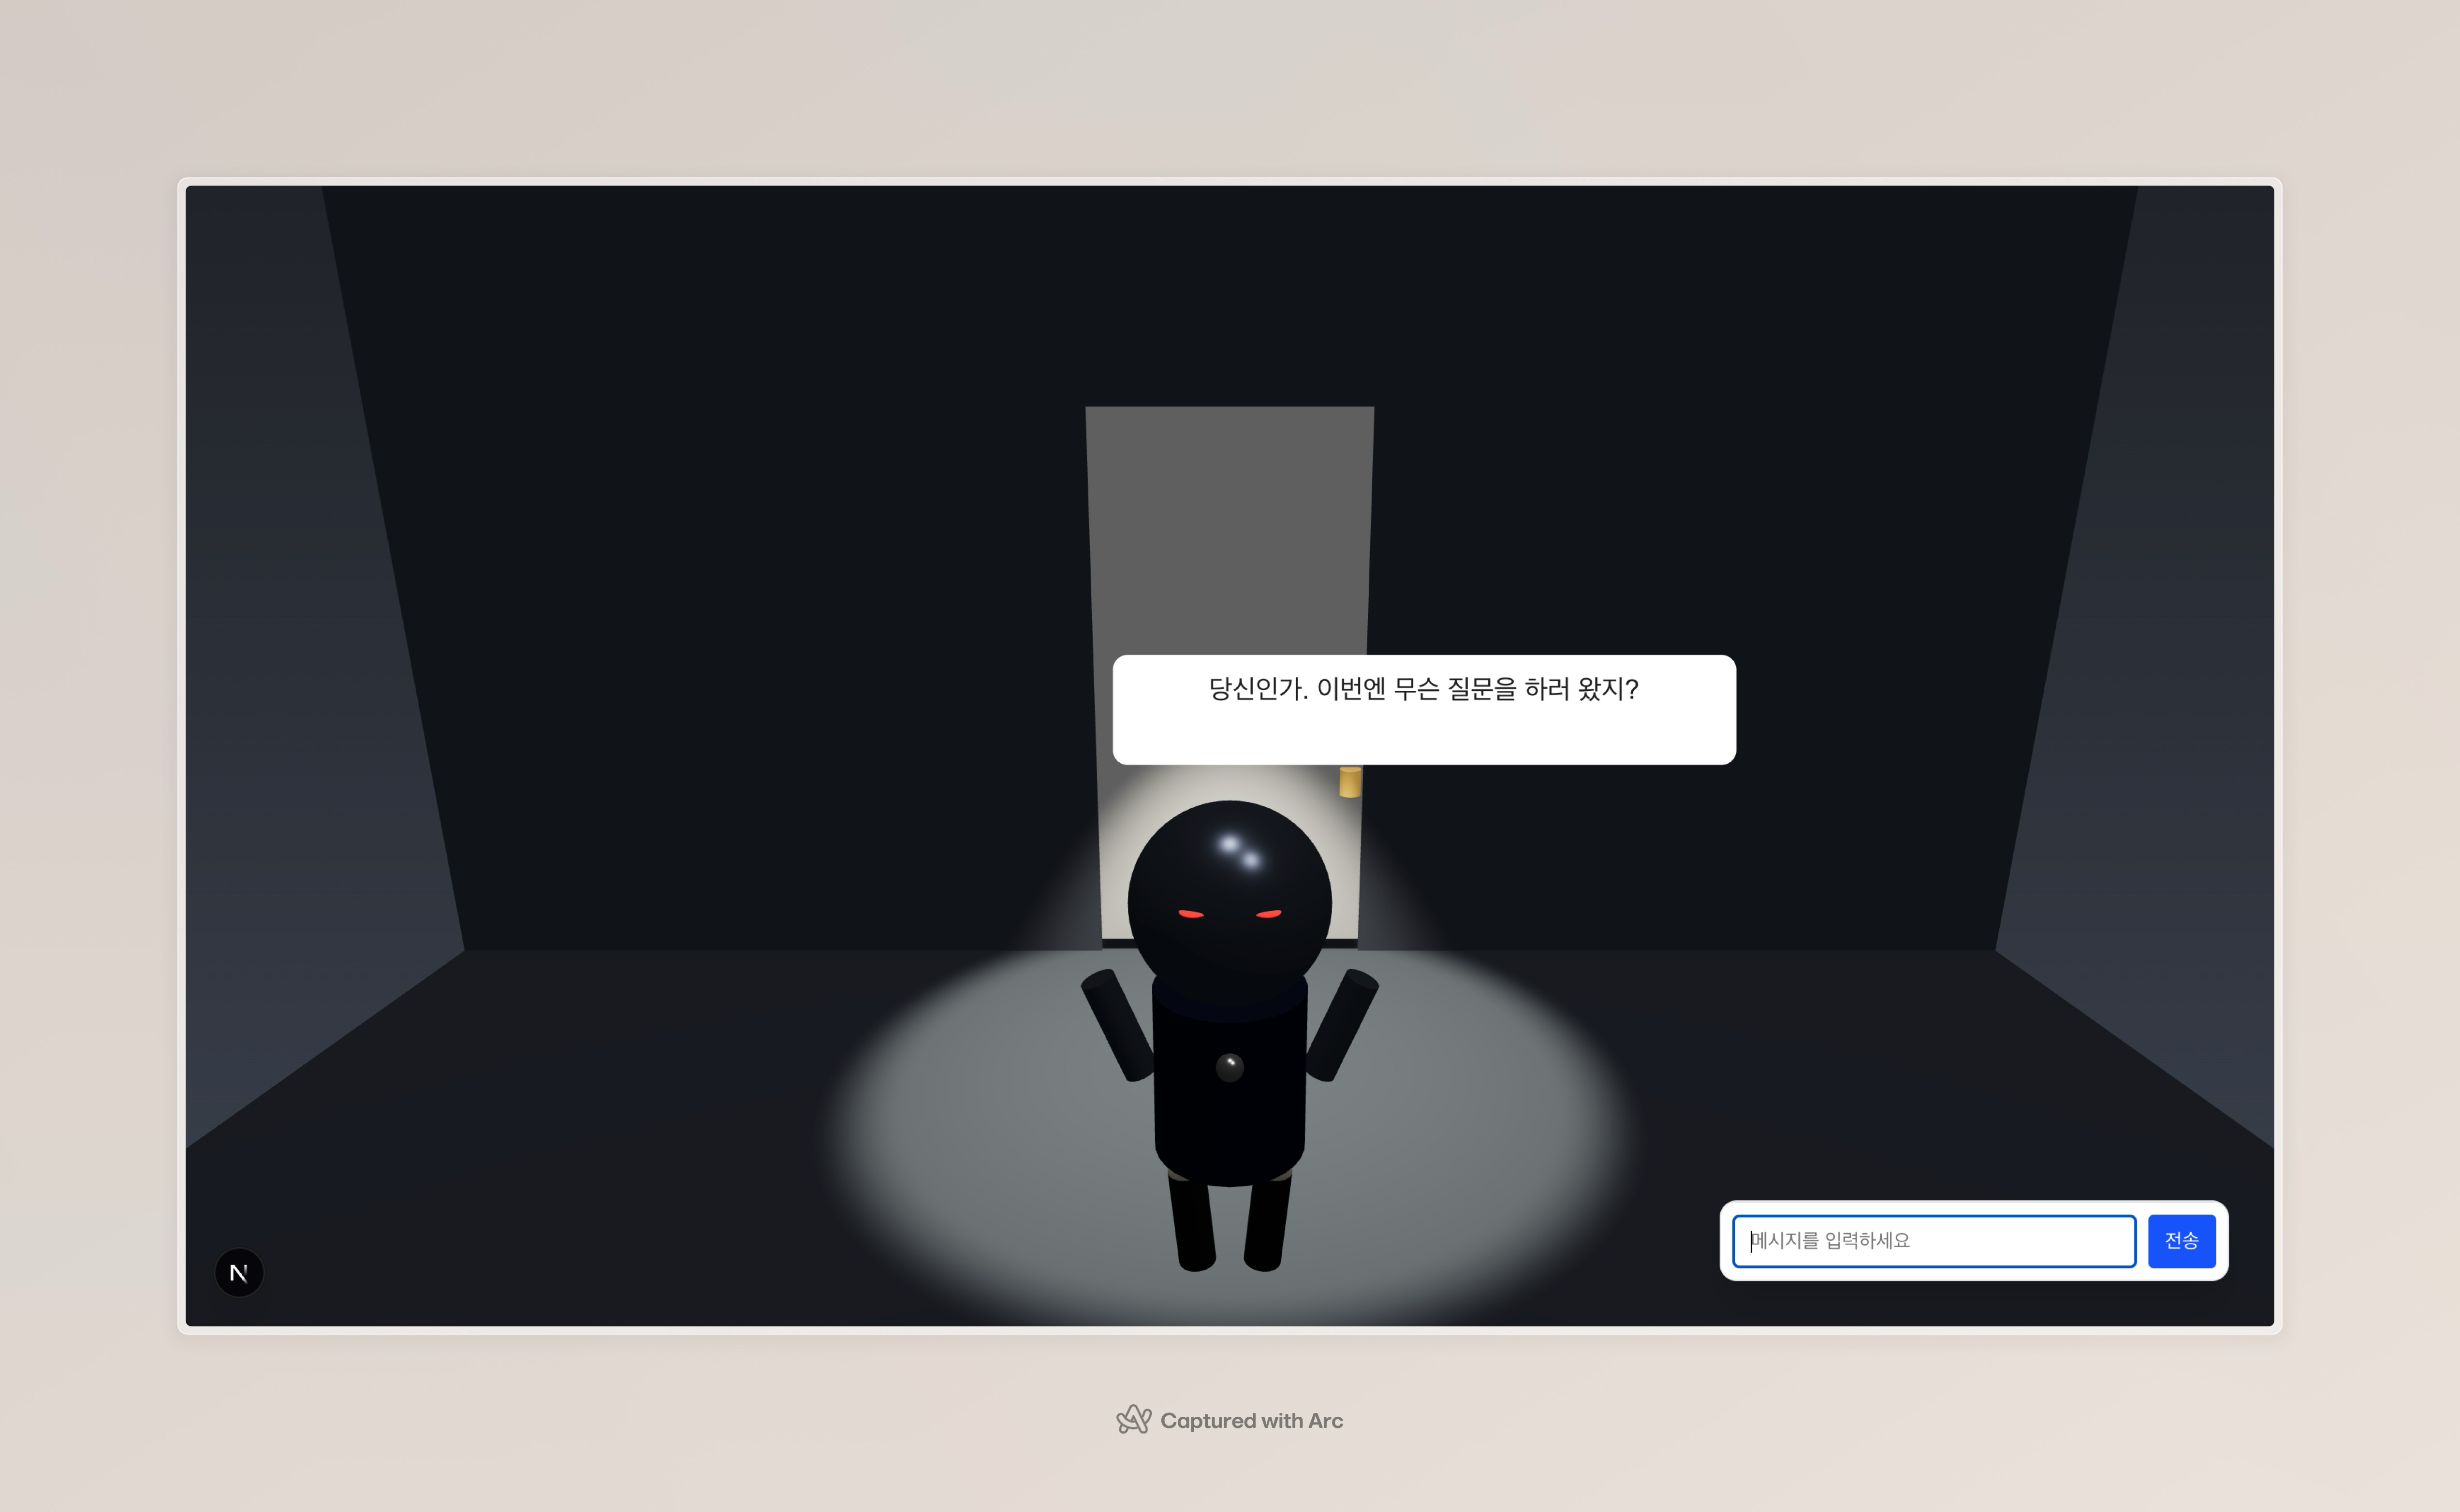 당신인가. 이번엔 무슨 질문을 하러 왔지?
메시지를 입력하세요
전송
N
Captured with Arc